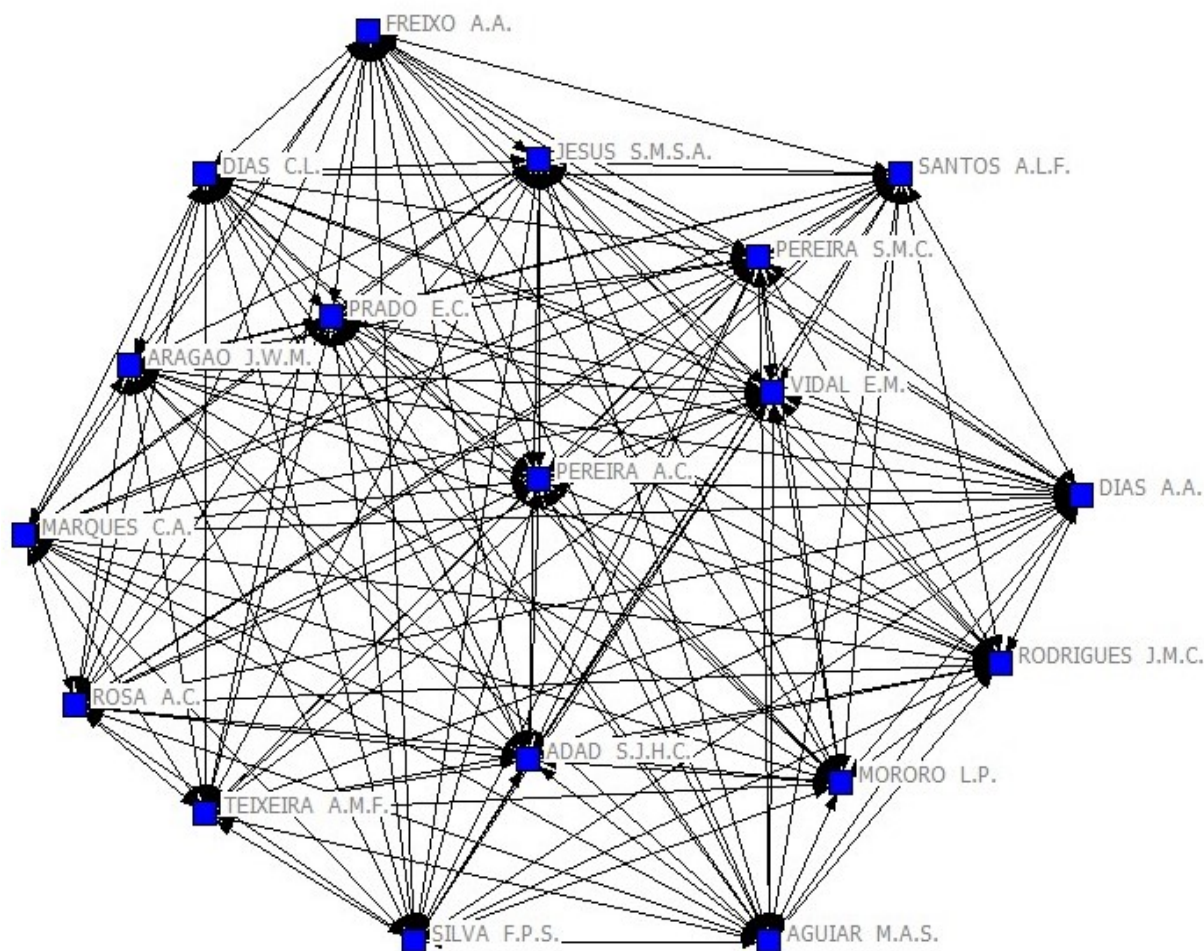 FREIXO A.A.
JESUS S.M.S.A.
DIAS C.L.
SANTOS A.L.F.
PEREIRA S.M.C.
PRADO E.C.
ARAGAO J.W.M.
VIDAL E.M.
PEREIRA A.C.
DIAS A.A.
MARQUES C.A.
RODRIGUES J.M.C.
ROSA A.C.
ADAD S.J.H.C.
MORORO L.P.
TEIXEIRA A.M.F.
SILVA F.P.S.
AGUIAR M.A.S.